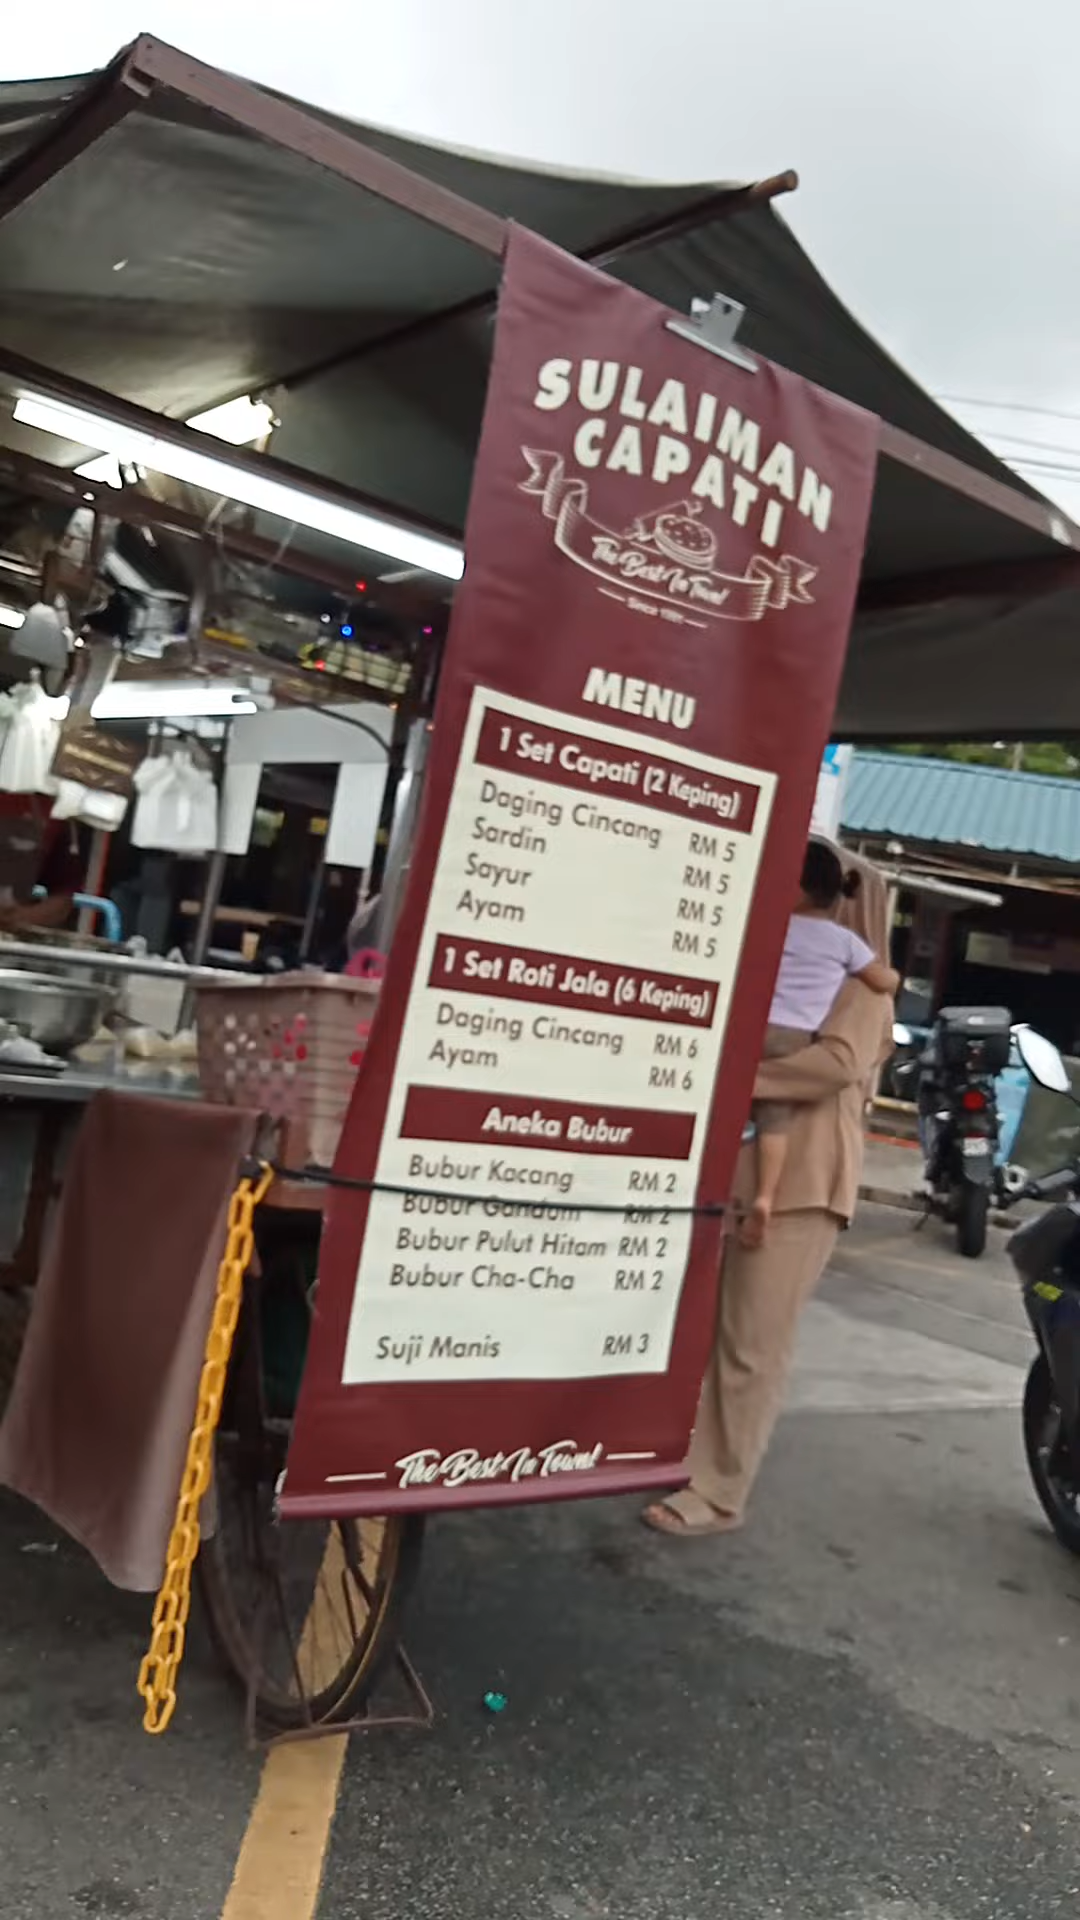 SULAIMAN
CAPATI
The Best In Town!
Since
MENU
1 Set Capati (2 Keping)
Daging Cincang RM 5
Sardin RM 5
Sayur RM 5
Ayam RM 5
1 Set Roti Jala (6 Keping)
Daging Cincang RM 6
Ayam RM 6
Aneka Bubur
Bubur Kacang RM 2
Bubur Gandum RM 2
Bubur Pulut Hitam RM 2
Bubur Cha-Cha RM 2
Suji Manis RM 3
The Best In Town!